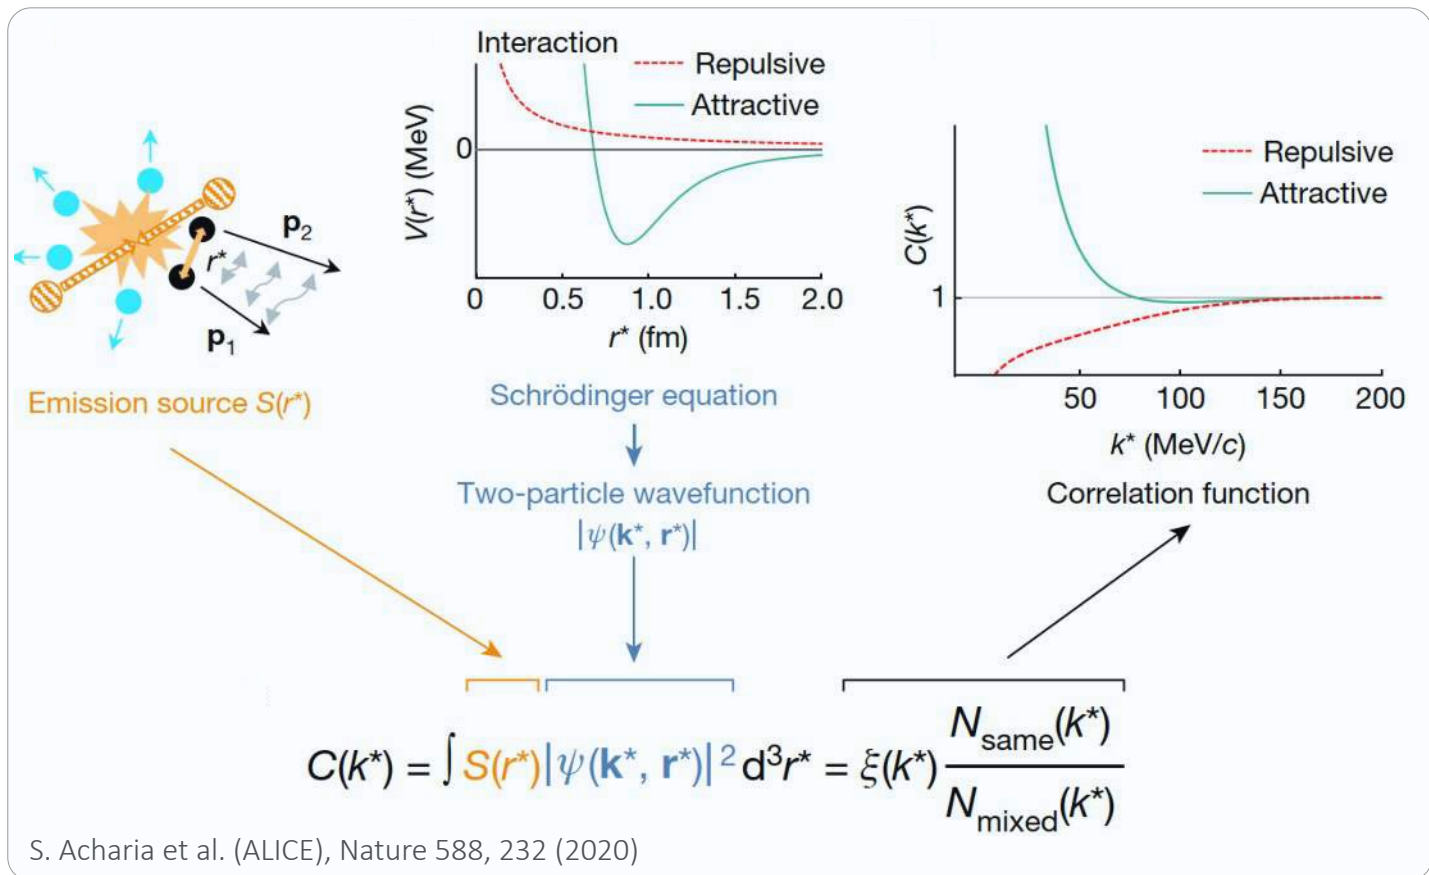 Interaction
Repulsive
Attractive
V(r*) (MeV)
0
0 0.5 1.0 1.5 2.0
r* (fm)
p₂
r*
p₁
Emission source S(r*)
Schrödinger equation
Two-particle wavefunction
|ψ(k*, r*)|
Repulsive
Attractive
C(k*)
1
50 100 150 200
k* (MeV/c)
Correlation function
C(k*) = ∫ S(r*)|ψ(k*, r*)|² d³r* = ξ(k*) N_same(k*) / N_mixed(k*)
S. Acharia et al. (ALICE), Nature 588, 232 (2020)